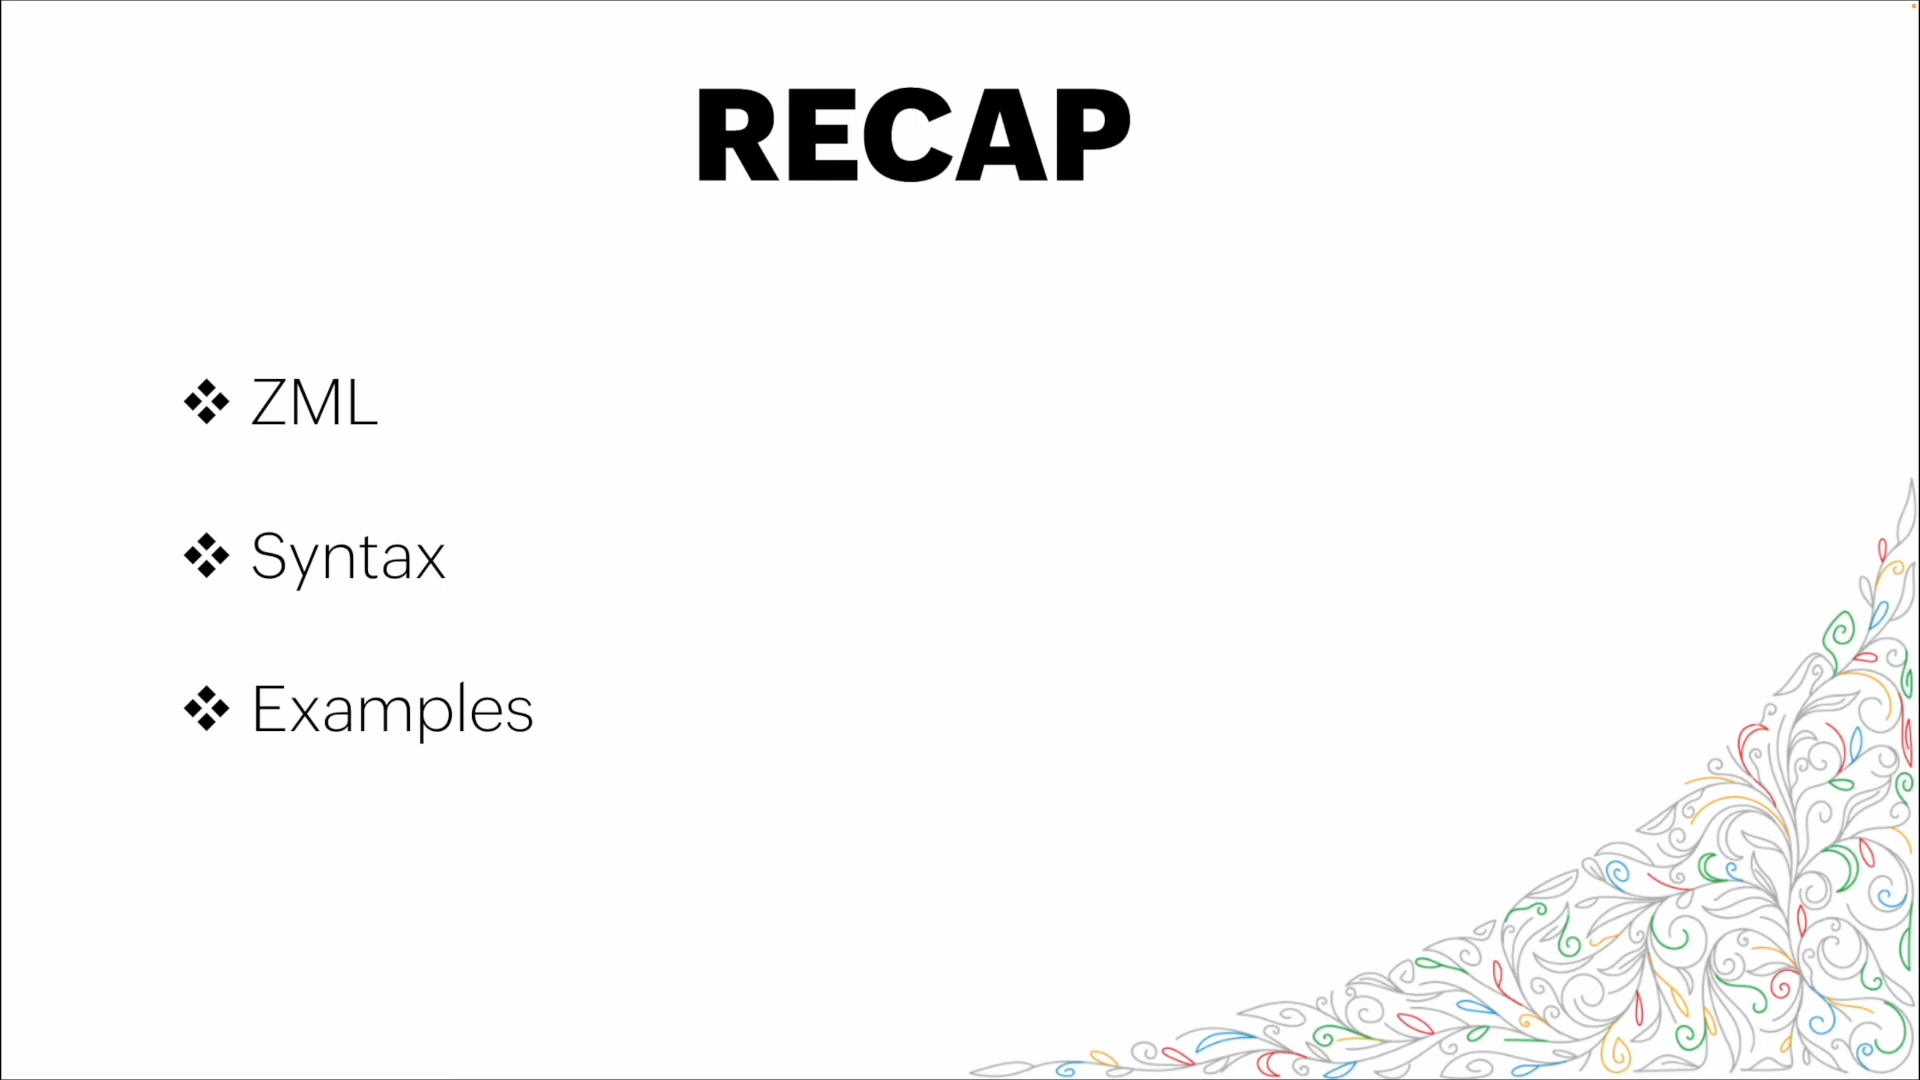 RECAP
❖ ZML
❖ Syntax
❖ Examples